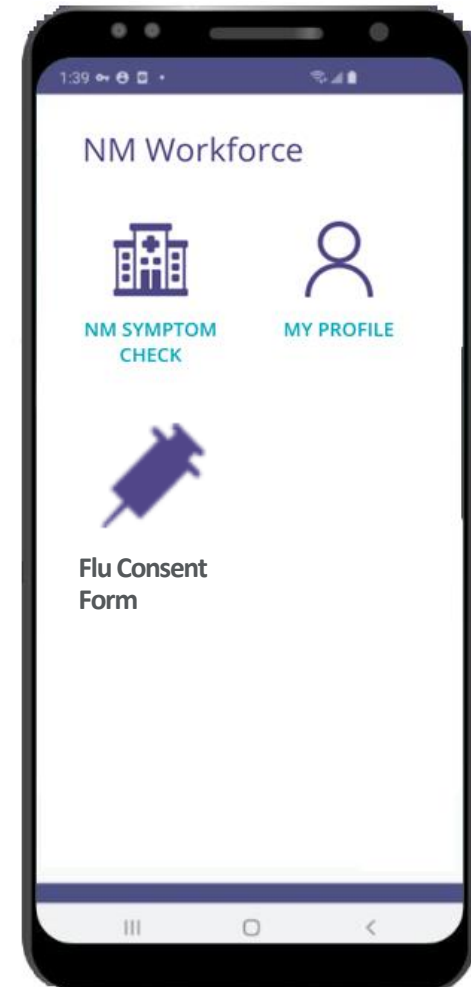 1:39
NM Workforce
NM SYMPTOM
CHECK
MY PROFILE
Flu Consent
Form